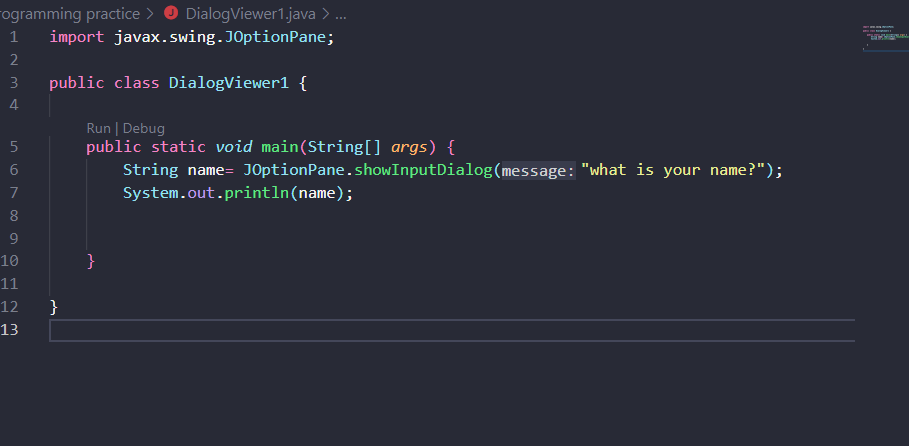 rogramming practice > J DialogViewer1.java > ...
1 import javax.swing.JOptionPane;
2
3 public class DialogViewer1 {
4
Run | Debug
5 public static void main(String[] args) {
6 String name= JOptionPane.showInputDialog(message: "what is your name?");
7 System.out.println(name);
8
9
10 }
11
12 }
13